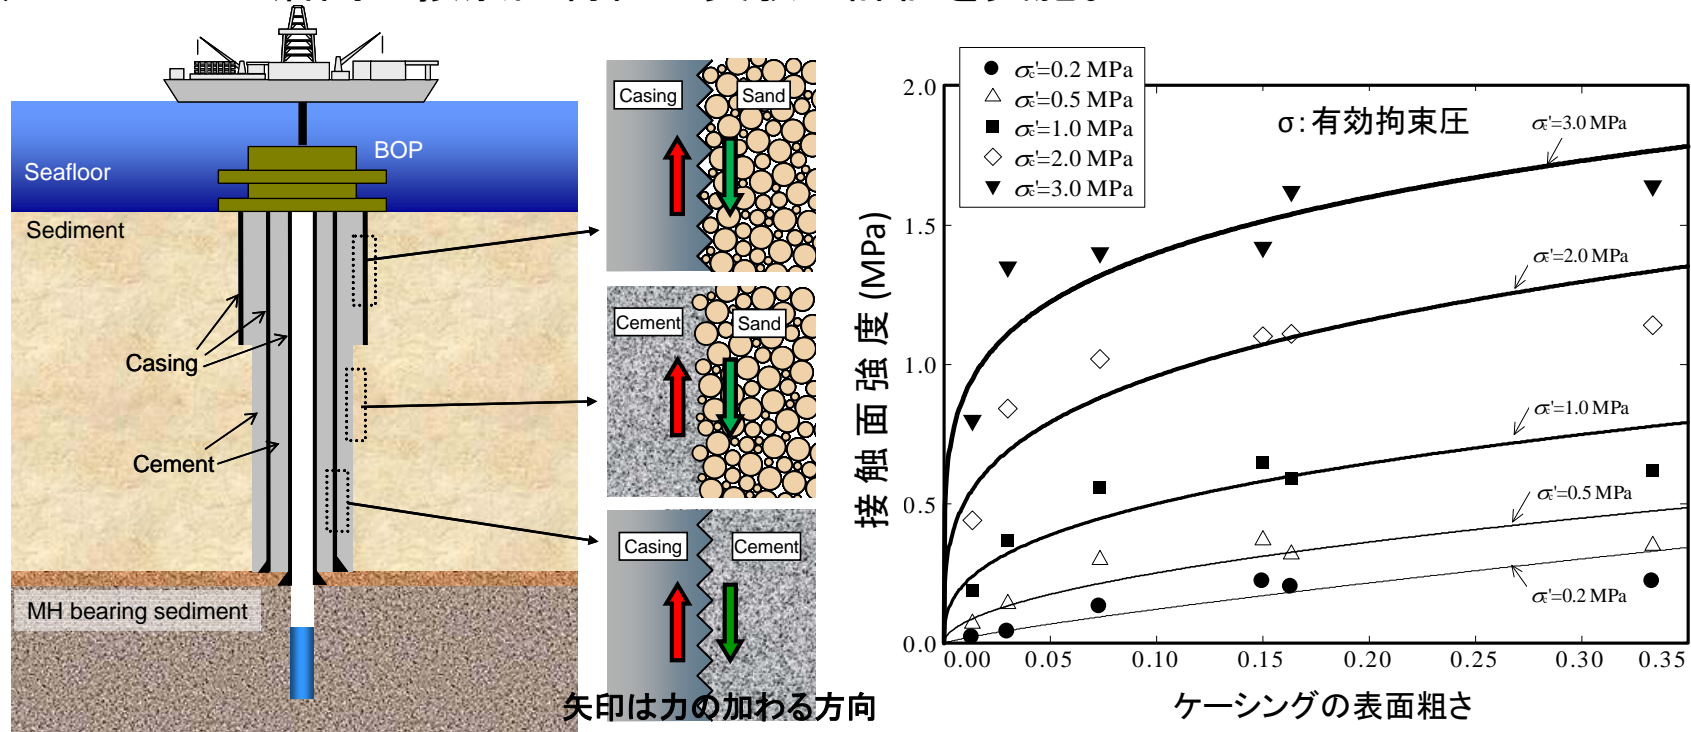 BOP
Seafloor
Sediment
Casing
Cement
MH bearing sediment
Casing
Sand
Cement
Sand
Casing
Cement
矢印は力の加わる方向
σc'=0.2 MPa
σc'=0.5 MPa
σc'=1.0 MPa
σc'=2.0 MPa
σc'=3.0 MPa
σ:有効拘束圧
σc'=3.0 MPa
σc'=2.0 MPa
σc'=1.0 MPa
σc'=0.5 MPa
σc'=0.2 MPa
接触面強度 (MPa)
2.0
1.5
1.0
0.5
0.0
0.00 0.05 0.10 0.15 0.20 0.25 0.30 0.35
ケーシングの表面粗さ